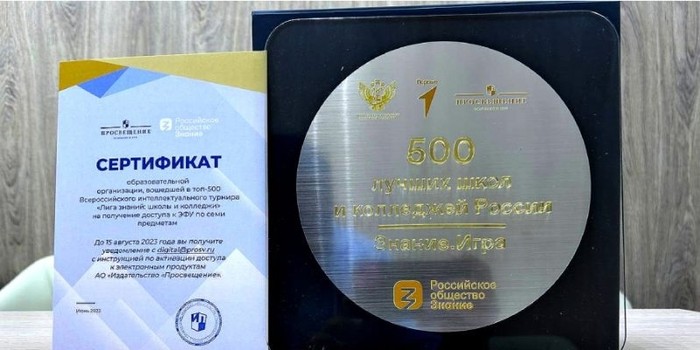 ПРОСВЕЩЕНИЕ
Российское
общество
Знание
СЕРТИФИКАТ
образовательной
организации, вошедшей в топ-500
Всероссийского интеллектуального турнира
«Лига знаний: школы и колледжи»
на получение доступа к ЭФУ по семи
предметам
До 15 августа 2023 года вы получите
уведомление с digital@prosv.ru
с инструкцией по активации доступа
к электронным продуктам
АО «Издательство «Просвещение».
Июнь, 2023
Первых
ПРОСВЕЩЕНИЕ
500
лучших школ
и колледжей России
Знание.Игра
Российское
общество
Знание